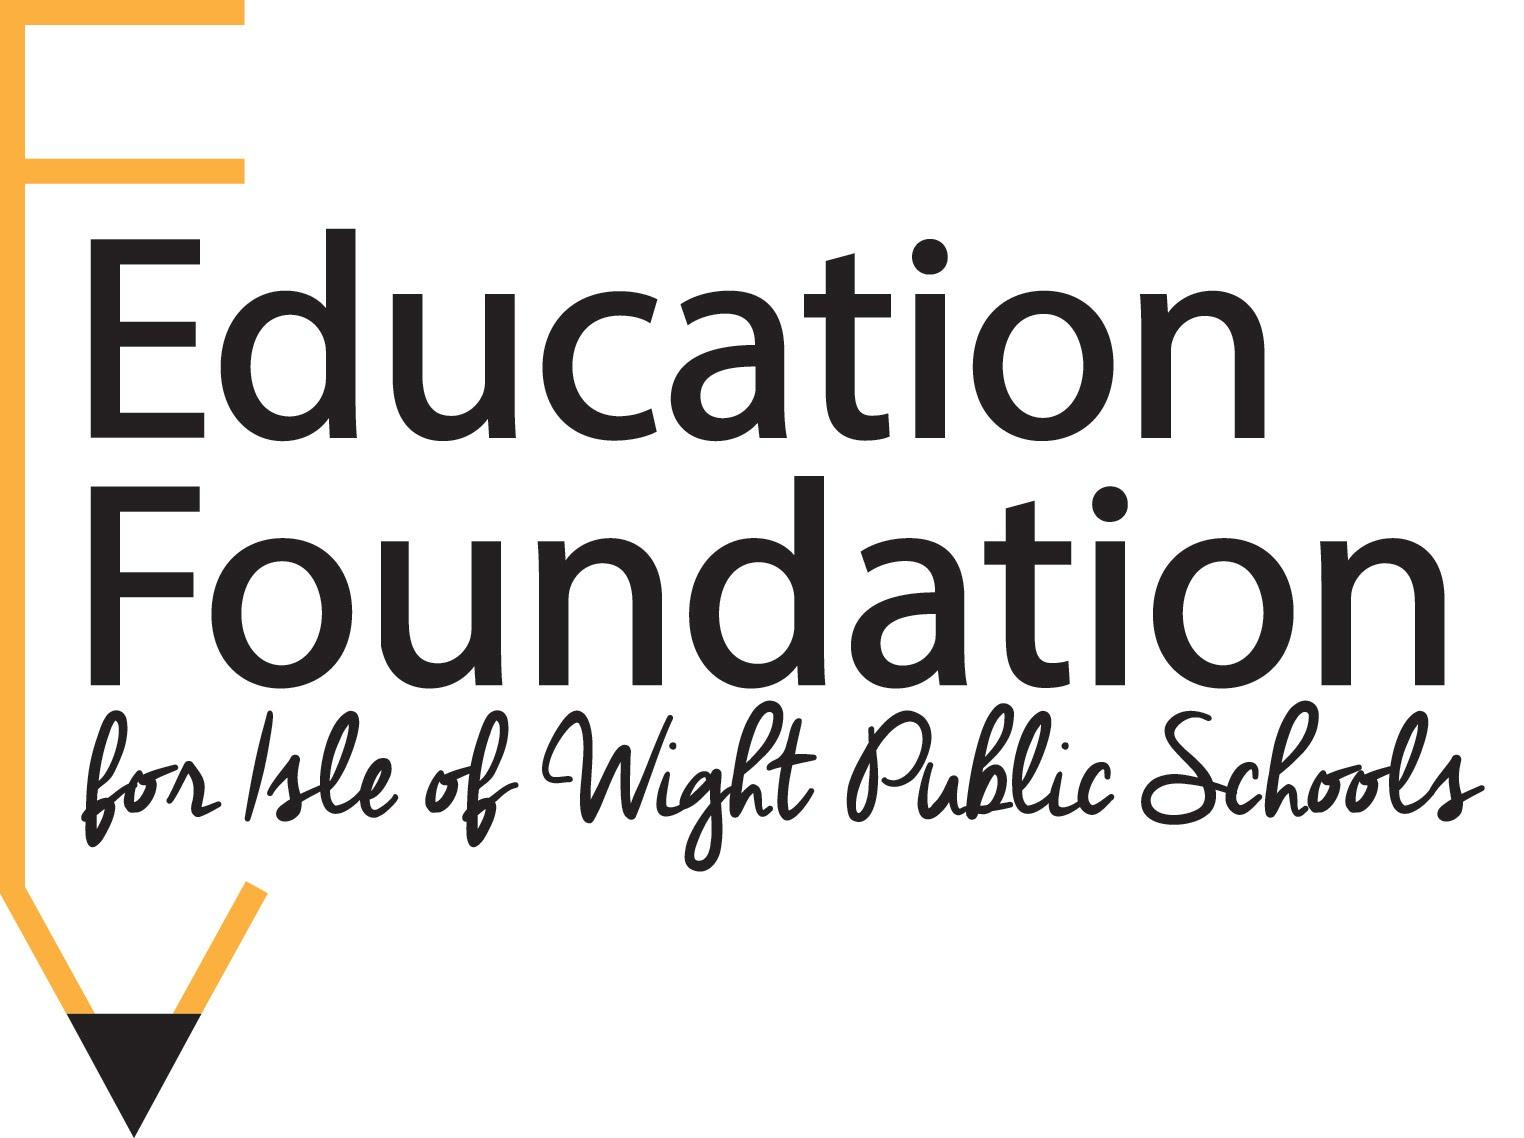 Education
Foundation
for Isle of Wight Public Schools